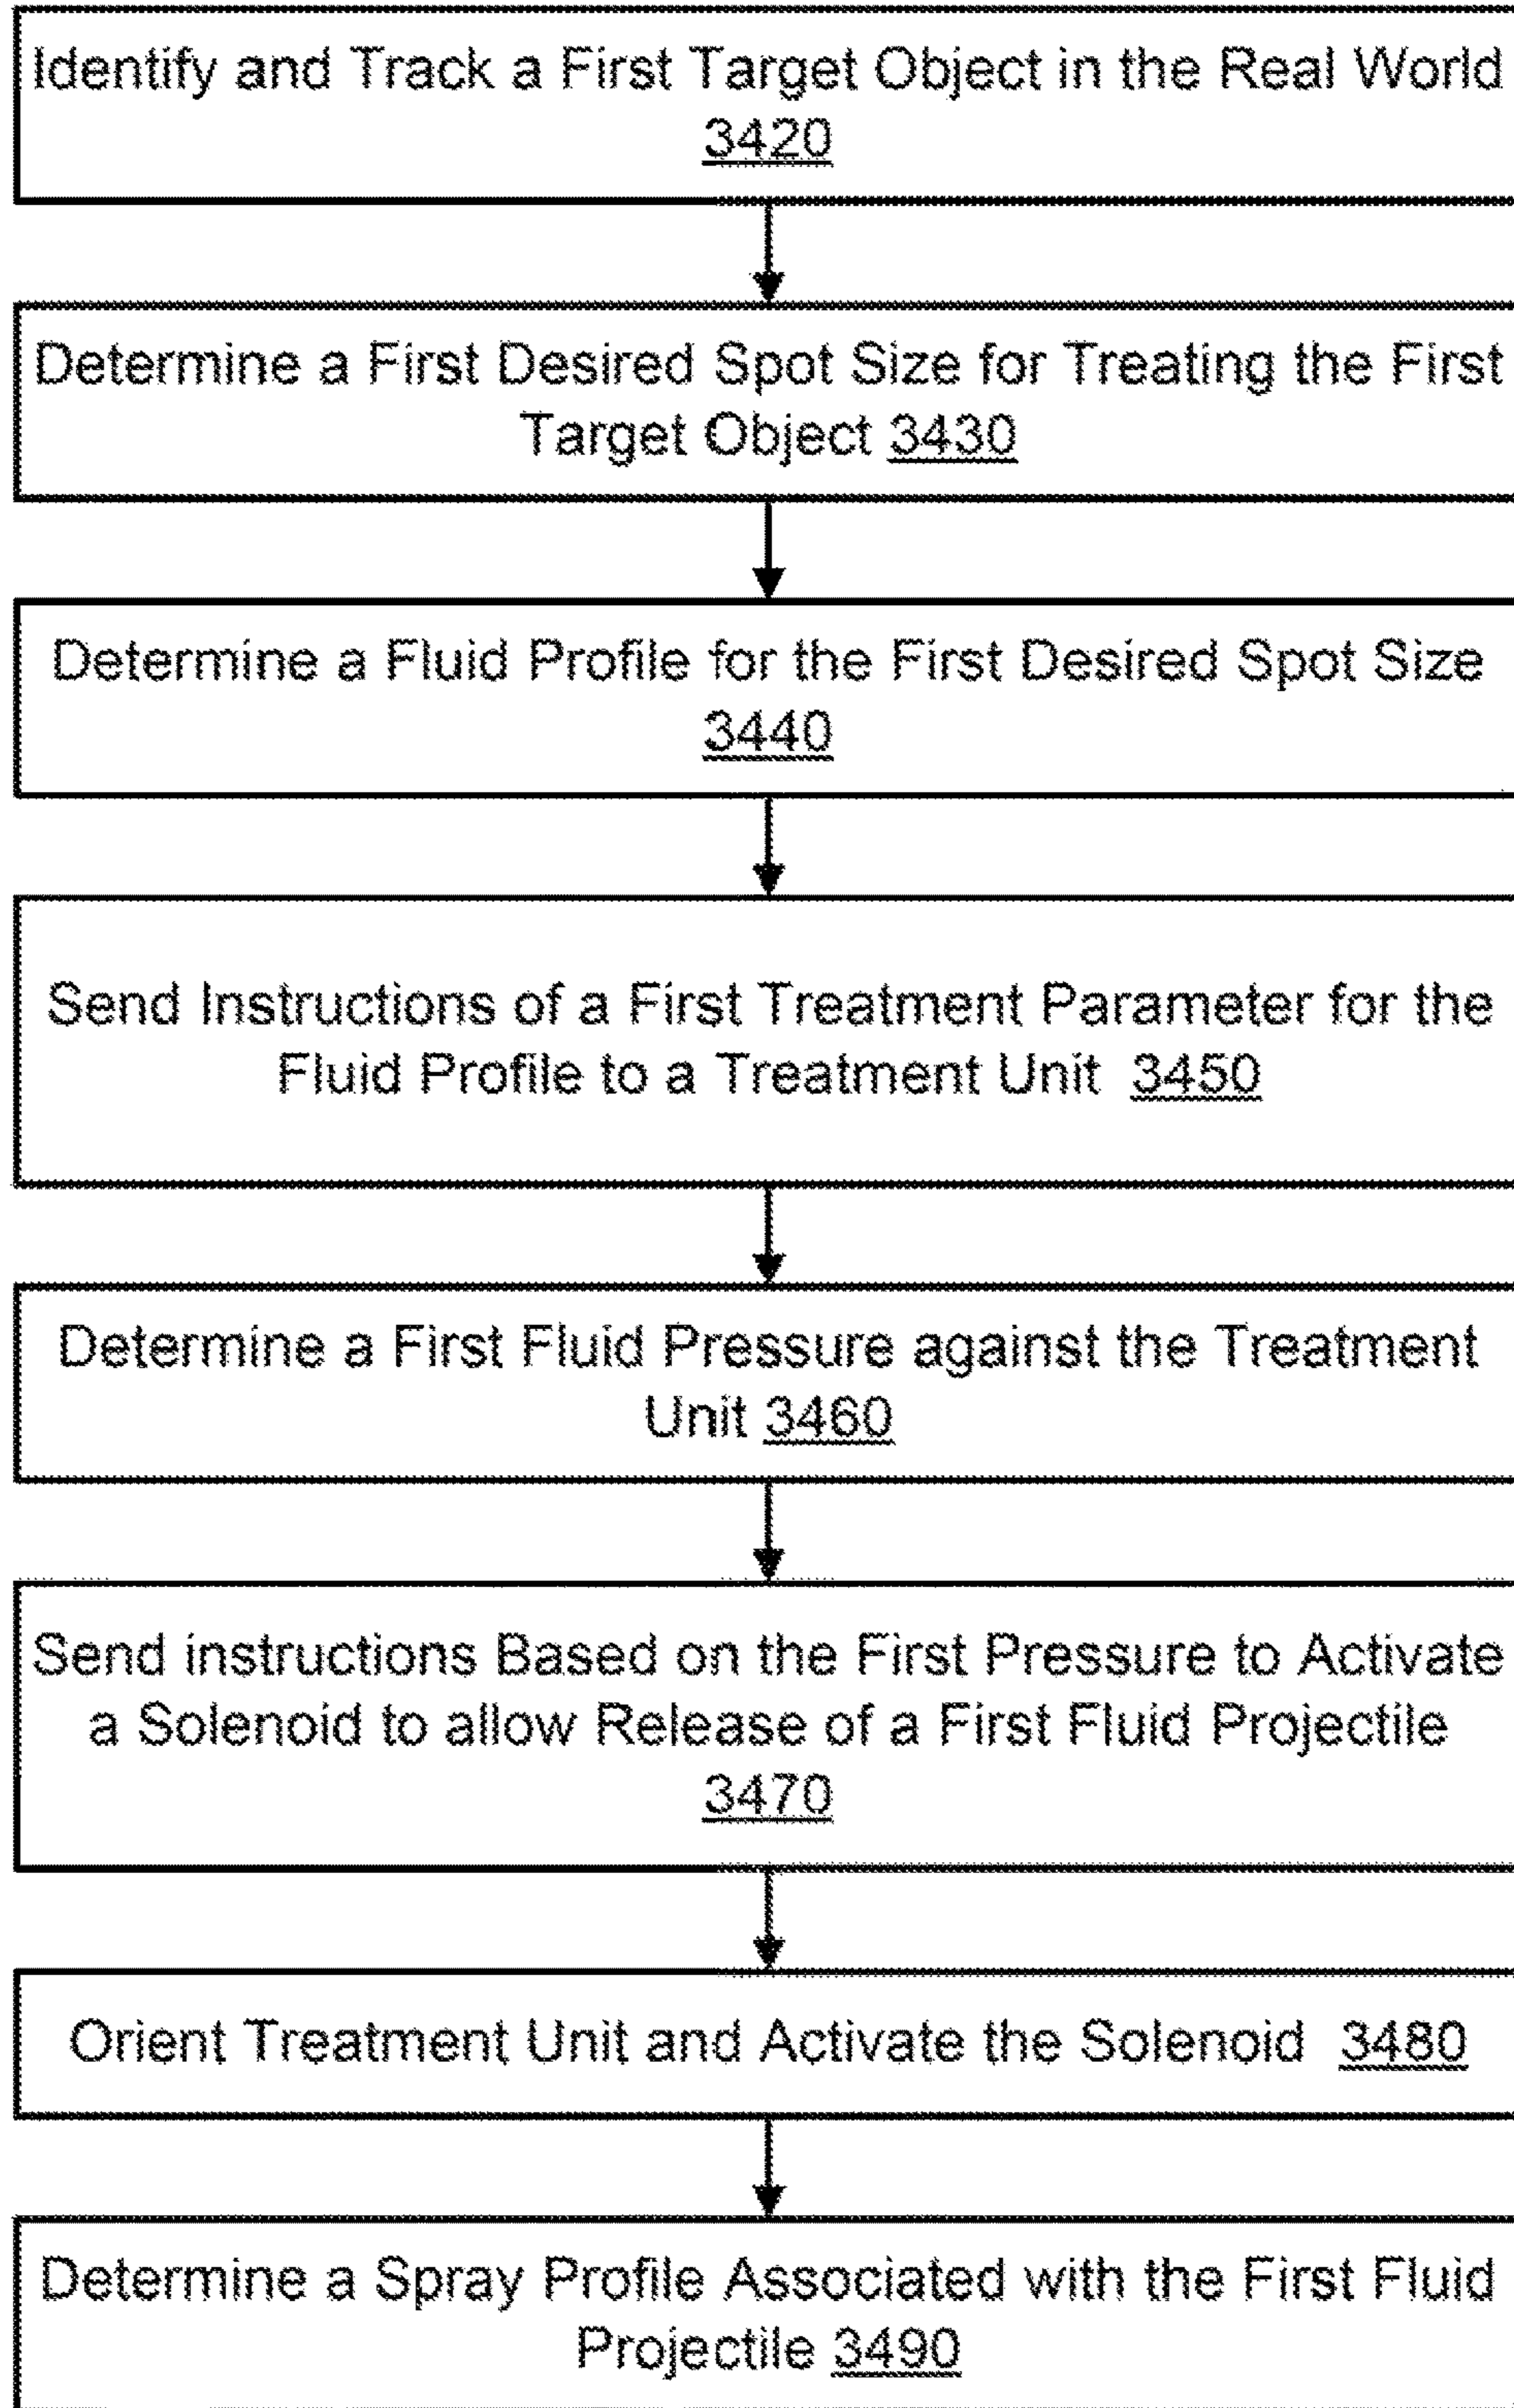 Identify and Track a First Target Object in the Real World
3420
Determine a First Desired Spot Size for Treating the First
Target Object 3430
Determine a Fluid Profile for the First Desired Spot Size
3440
Send Instructions of a First Treatment Parameter for the
Fluid Profile to a Treatment Unit 3450
Determine a First Fluid Pressure against the Treatment
Unit 3460
Send instructions Based on the First Pressure to Activate
a Solenoid to allow Release of a First Fluid Projectile
3470
Orient Treatment Unit and Activate the Solenoid 3480
Determine a Spray Profile Associated with the First Fluid
Projectile 3490